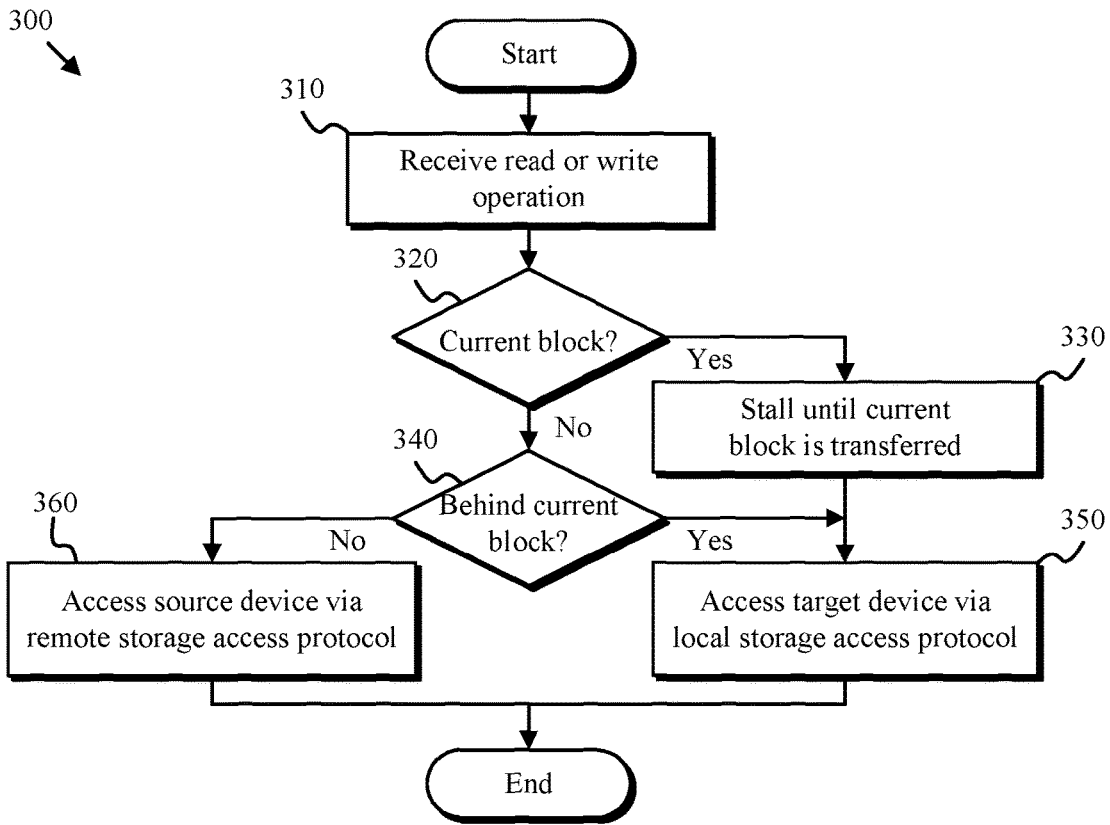 300
Start
310
Receive read or write
operation
320
Current block?
Yes
330
Stall until current
block is transferred
No
340
Behind current
block?
No
Yes
360
Access source device via
remote storage access protocol
350
Access target device via
local storage access protocol
End